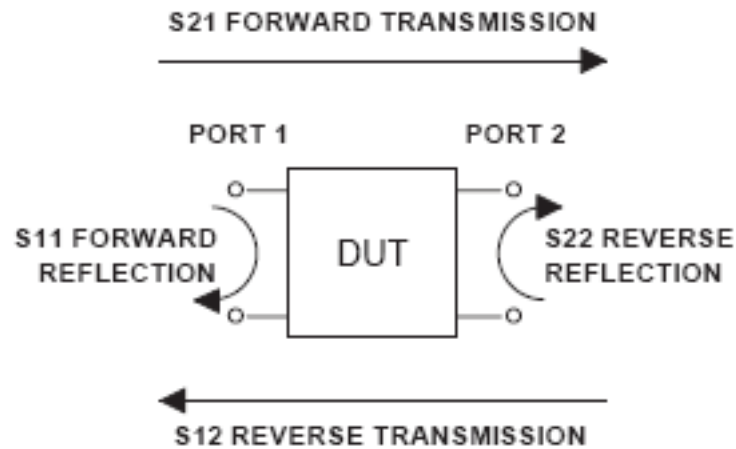 S21 FORWARD TRANSMISSION
PORT 1
PORT 2
S11 FORWARD
REFLECTION
DUT
S22 REVERSE
REFLECTION
S12 REVERSE TRANSMISSION